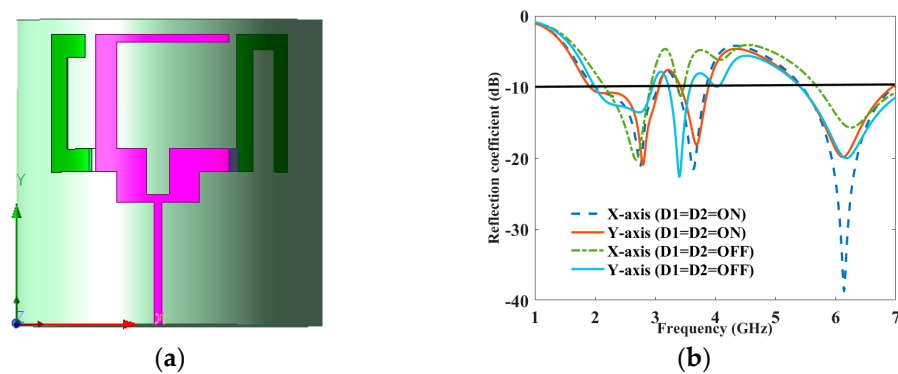 Y
Z
X
(a)
Reflection coefficient (dB)
0
-10
-20
-30
-40
X-axis (D1=D2=ON)
Y-axis (D1=D2=ON)
X-axis (D1=D2=OFF)
Y-axis (D1=D2=OFF)
1 2 3 4 5 6 7
Frequency (GHz)
(b)